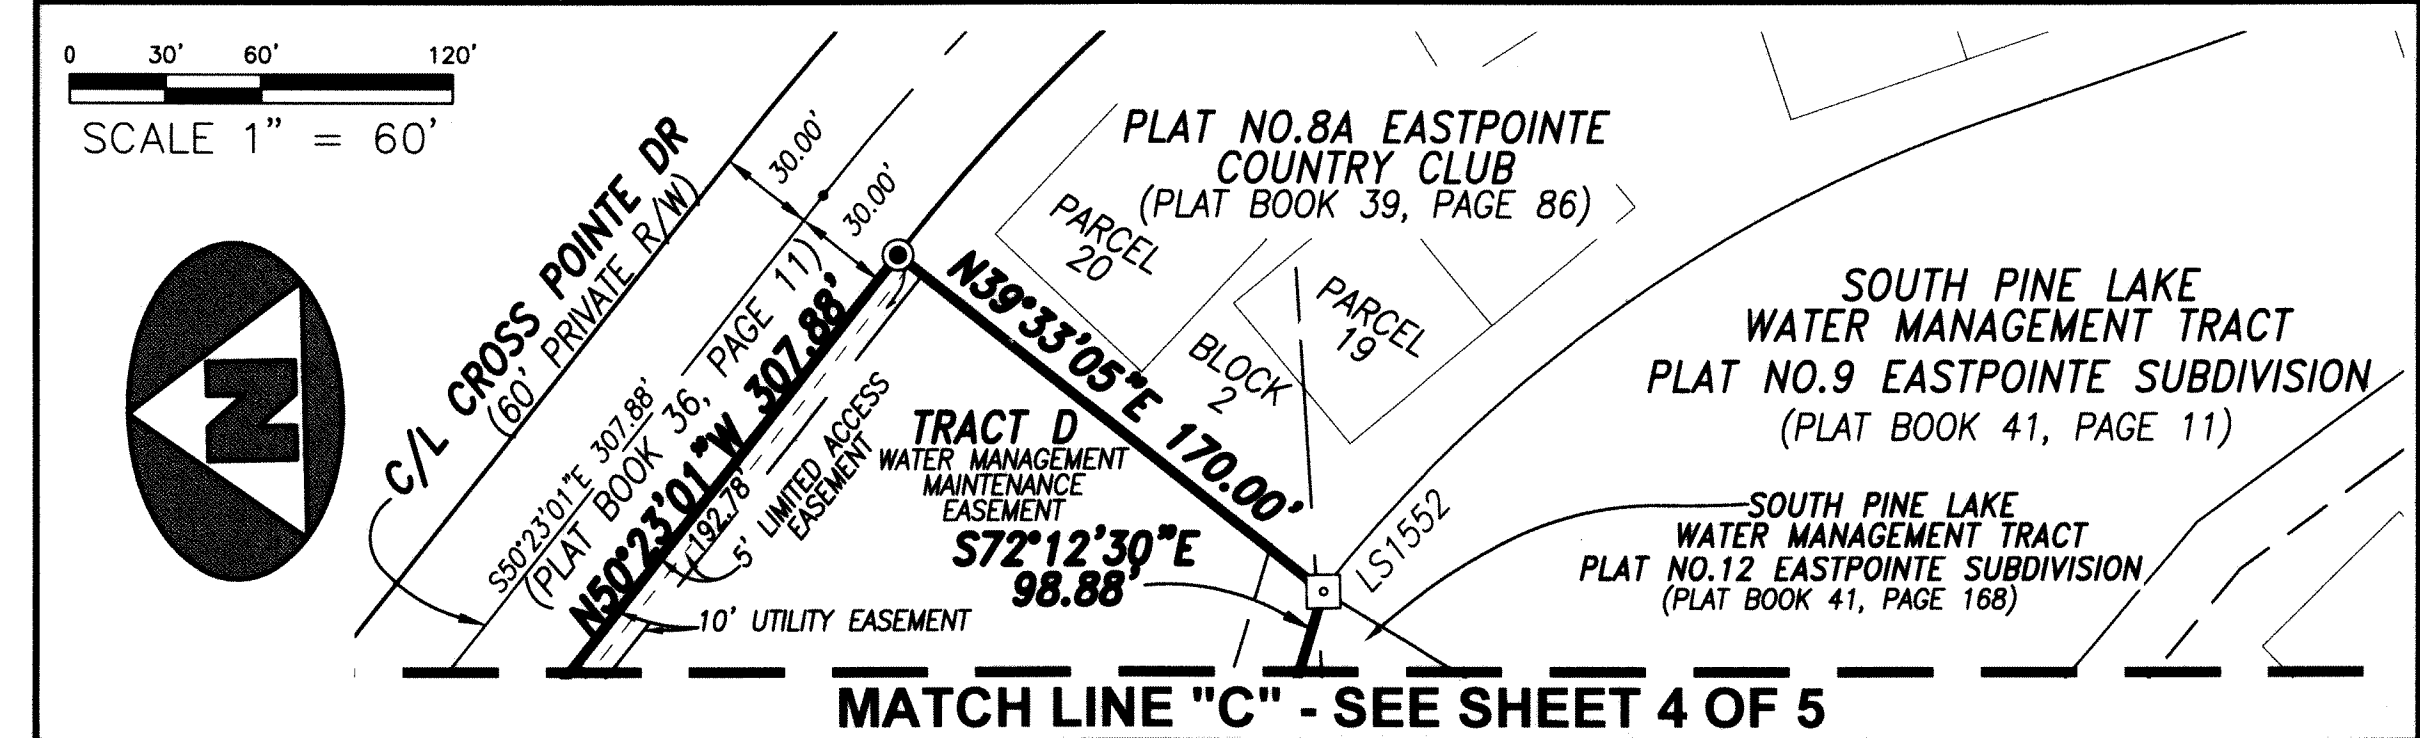 0 30' 60' 120'
SCALE 1" = 60'
N
C/L CROSS POINTE DR
(60' PRIVATE R/W)
30.00'
30.00'
S50°23'01"E 307.88'
(PLAT BOOK 36, PAGE 11)
N50°23'01"W 307.88'
192.78'
5' LIMITED ACCESS
EASEMENT
10' UTILITY EASEMENT
TRACT D
WATER MANAGEMENT
MAINTENANCE
EASEMENT
S72°12'30"E
98.88'
N39°33'05"E 170.00'
PLAT NO.8A EASTPOINTE
COUNTRY CLUB
(PLAT BOOK 39, PAGE 86)
PARCEL
20
PARCEL
19
BLOCK
2
LS1552
SOUTH PINE LAKE
WATER MANAGEMENT TRACT
PLAT NO.9 EASTPOINTE SUBDIVISION
(PLAT BOOK 41, PAGE 11)
SOUTH PINE LAKE
WATER MANAGEMENT TRACT
PLAT NO.12 EASTPOINTE SUBDIVISION
(PLAT BOOK 41, PAGE 168)
MATCH LINE "C" - SEE SHEET 4 OF 5